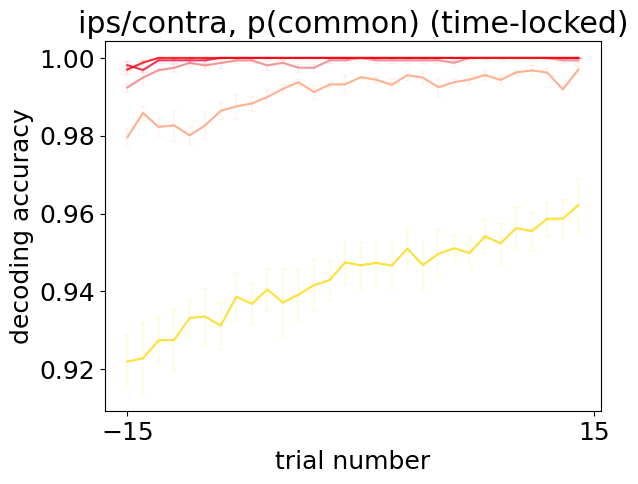 ips/contra, p(common) (time-locked)
decoding accuracy
1.00
0.98
0.96
0.94
0.92
−15
15
trial number